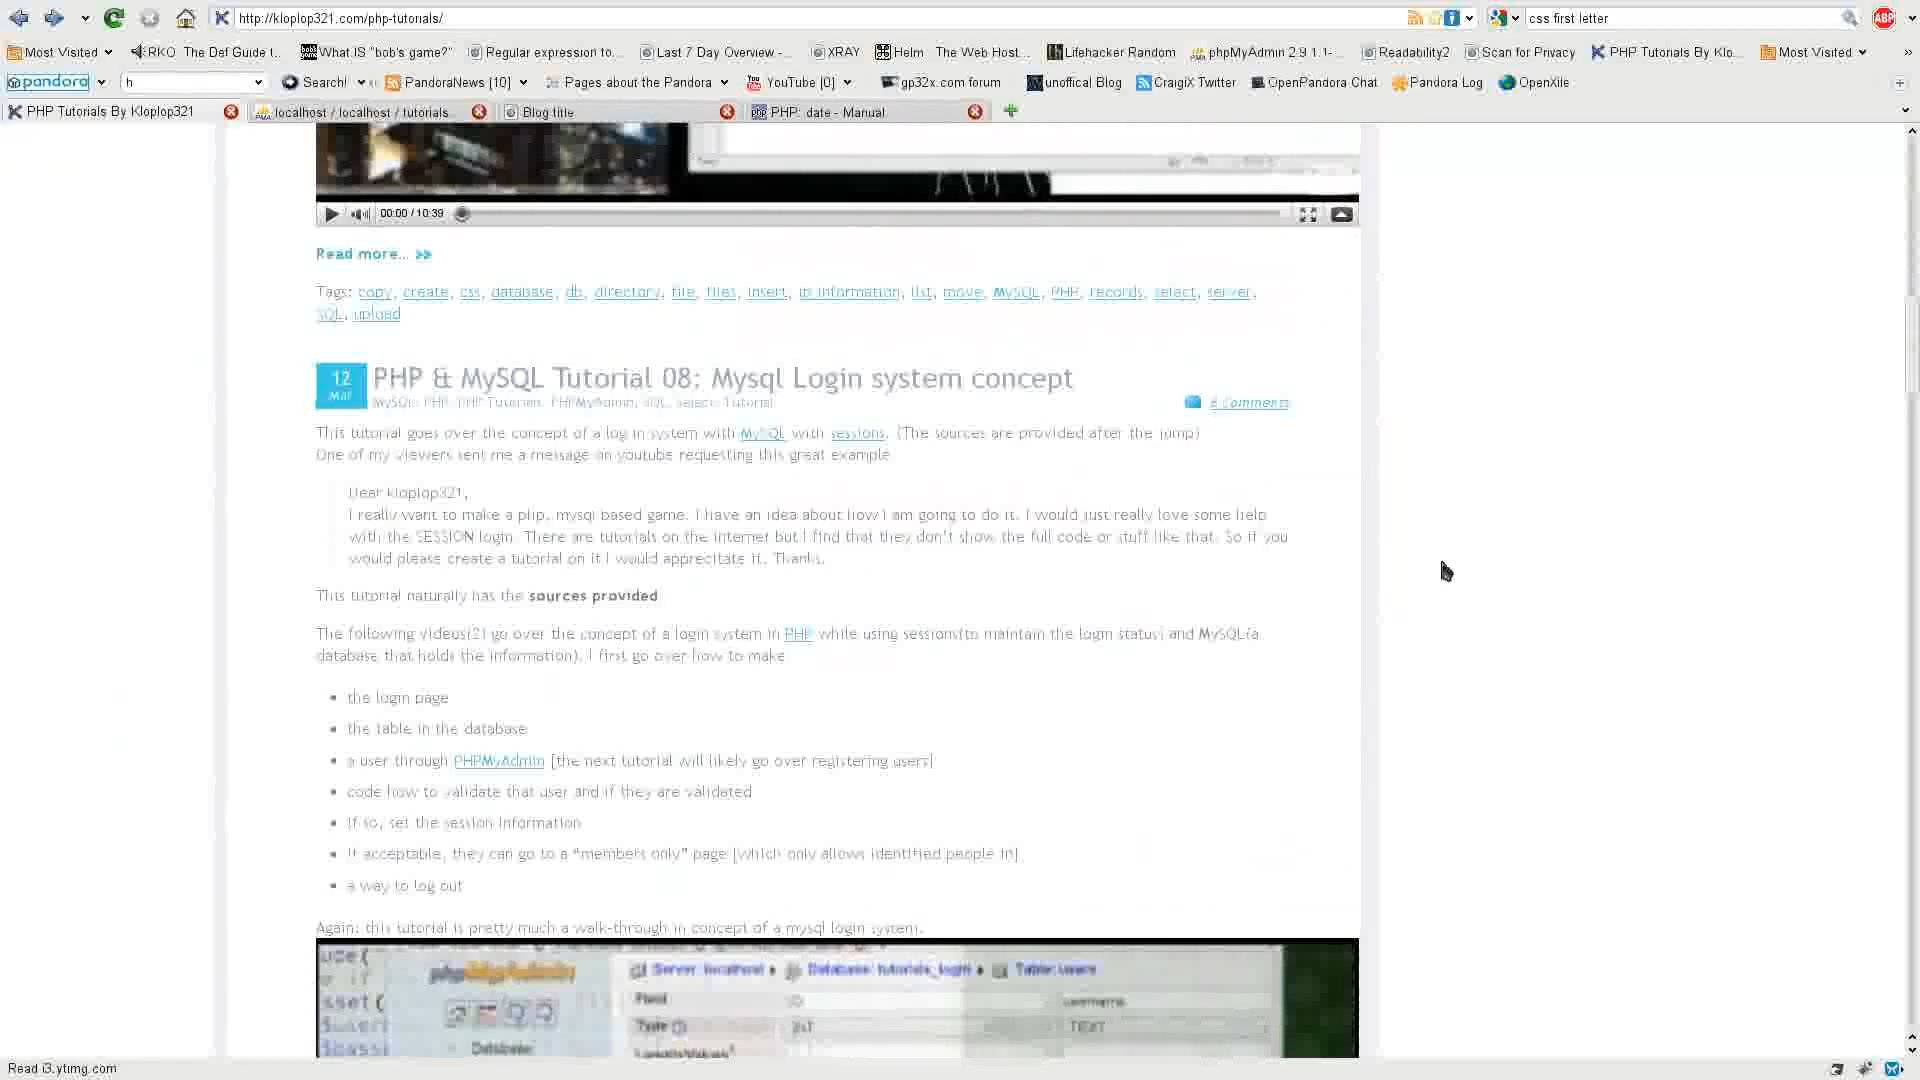 http://kloplop321.com/php-tutorials/
css first letter
ABP
Most Visited
RKO The Def Guide t...
What IS "bob's game?"
Regular expression to...
Last 7 Day Overview -...
XRAY
Helm The Web Host...
Lifehacker Random
phpMyAdmin 2.9 1.1-...
Readability2
Scan for Privacy
PHP Tutorials By Klo...
Most Visited
pandora
h
Search!
PandoraNews [10]
Pages about the Pandora
YouTube [0]
gp32x.com forum
unoffical Blog
CraigiX Twitter
OpenPandora Chat
Pandora Log
OpenXile
PHP Tutorials By Kloplop321
localhost / localhost / tutorials...
Blog title
PHP: date - Manual
00:00 / 10:39
Read more... >>
Tags: copy, create, css, database, db, directory, file, files, insert, ip information, list, move, MySQL, PHP, records, select, server,
SQL, upload
12
Mar
PHP & MySQL Tutorial 08: Mysql Login system concept
MySQL, PHP, PHP Tutorials, PHPMyAdmin, SQL, select, Tutorial
6 Comments
This tutorial goes over the concept of a log in system with MySQL with sessions. (The sources are provided after the jump)
One of my viewers sent me a message on youtube requesting this great example
Dear kloplop321,
I really want to make a php, mysql based game. I have an idea about how I am going to do it. I would just really love some help
with the SESSION login. There are tutorials on the internet but I find that they don't show the full code or stuff like that. So if you
would please create a tutorial on it I would appreciate it. Thanks.
This tutorial naturally has the sources provided
The following videos(2) go over the concept of a login system in PHP while using sessions(to maintain the login status) and MySQL(a
database that holds the information). I first go over how to make
the login page
the table in the database
a user through PHPMyAdmin [the next tutorial will likely go over registering users]
code how to validate that user and if they are validated
If so, set the session information
If acceptable, they can go to a "members only" page [which only allows identified people in]
a way to log out
Again: this tutorial is pretty much a walk-through in concept of a mysql login system.
phpMyAdmin
Server: localhost
Database: tutorials_login
Table: users
sset(
Field
username
Type
INT
TEXT
Database:
Length/Values
Read i3.ytimg.com